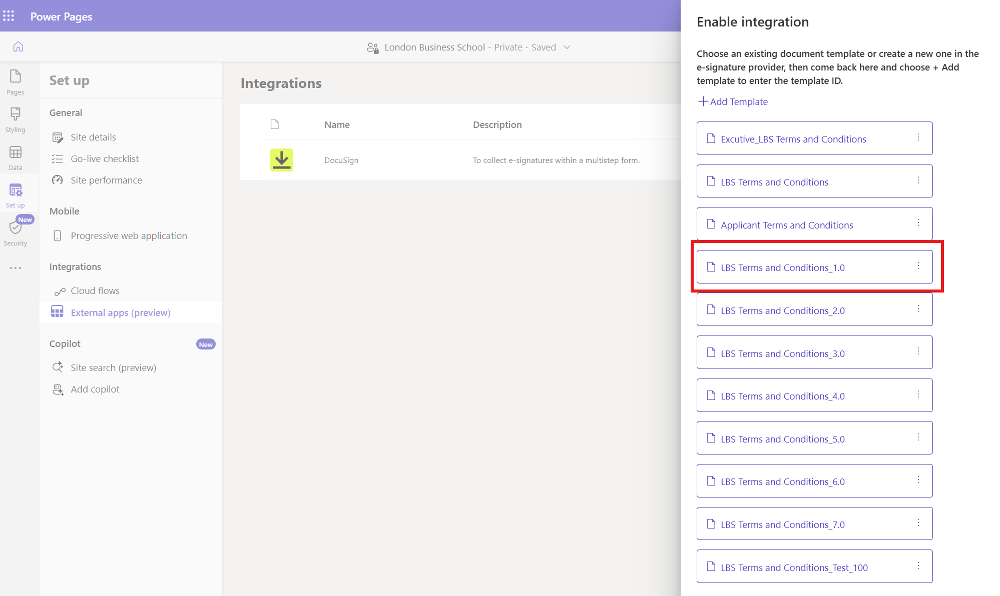 Power Pages
London Business School - Private - Saved
Pages
Styling
Data
Set up
New
Security
Set up
General
Site details
Go-live checklist
Site performance
Mobile
Progressive web application
Integrations
Cloud flows
External apps (preview)
Copilot
New
Site search (preview)
Add copilot
Integrations
Name
Description
DocuSign
To collect e-signatures within a multistep form.
Enable integration
Choose an existing document template or create a new one in the
e-signature provider, then come back here and choose + Add
template to enter the template ID.
Add Template
Excutive_LBS Terms and Conditions
LBS Terms and Conditions
Applicant Terms and Conditions
LBS Terms and Conditions_1.0
LBS Terms and Conditions_2.0
LBS Terms and Conditions_3.0
LBS Terms and Conditions_4.0
LBS Terms and Conditions_5.0
LBS Terms and Conditions_6.0
LBS Terms and Conditions_7.0
LBS Terms and Conditions_Test_100